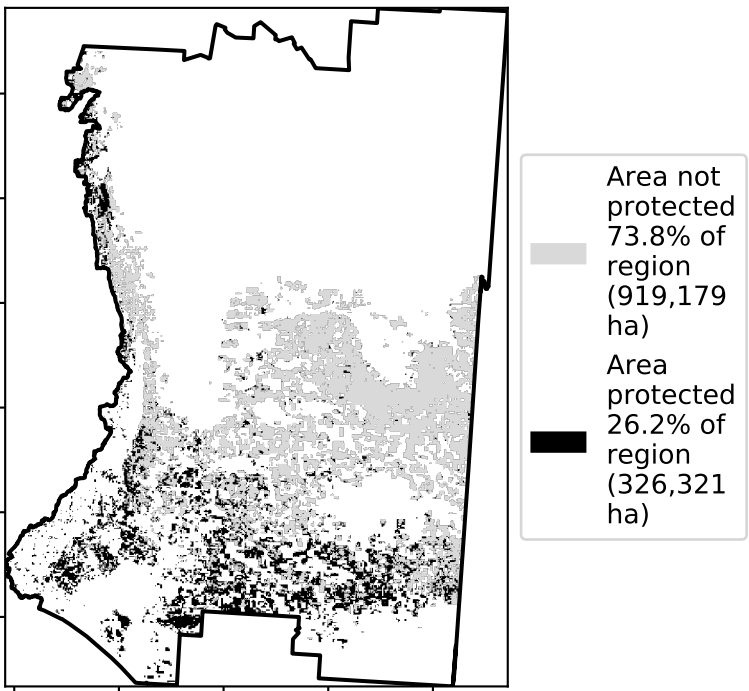 Area not
protected
73.8% of
region
(919,179
ha)
Area
protected
26.2% of
region
(326,321
ha)